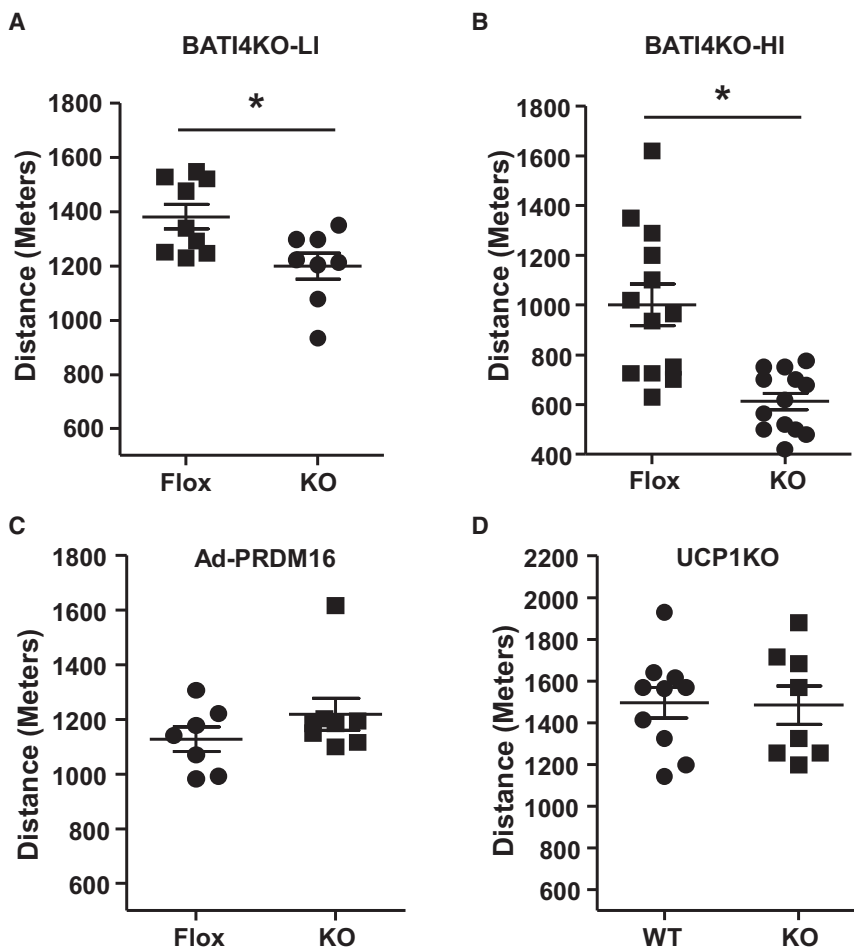 A
BATI4KO-LI
*
Distance (Meters)
1800
1600
1400
1200
1000
800
600
Flox KO
B
BATI4KO-HI
*
Distance (Meters)
1800
1600
1400
1200
1000
800
600
400
Flox KO
C
Ad-PRDM16
Distance (Meters)
1800
1600
1400
1200
1000
800
600
Flox KO
D
UCP1KO
Distance (Meters)
2200
2000
1800
1600
1400
1200
1000
800
600
WT KO